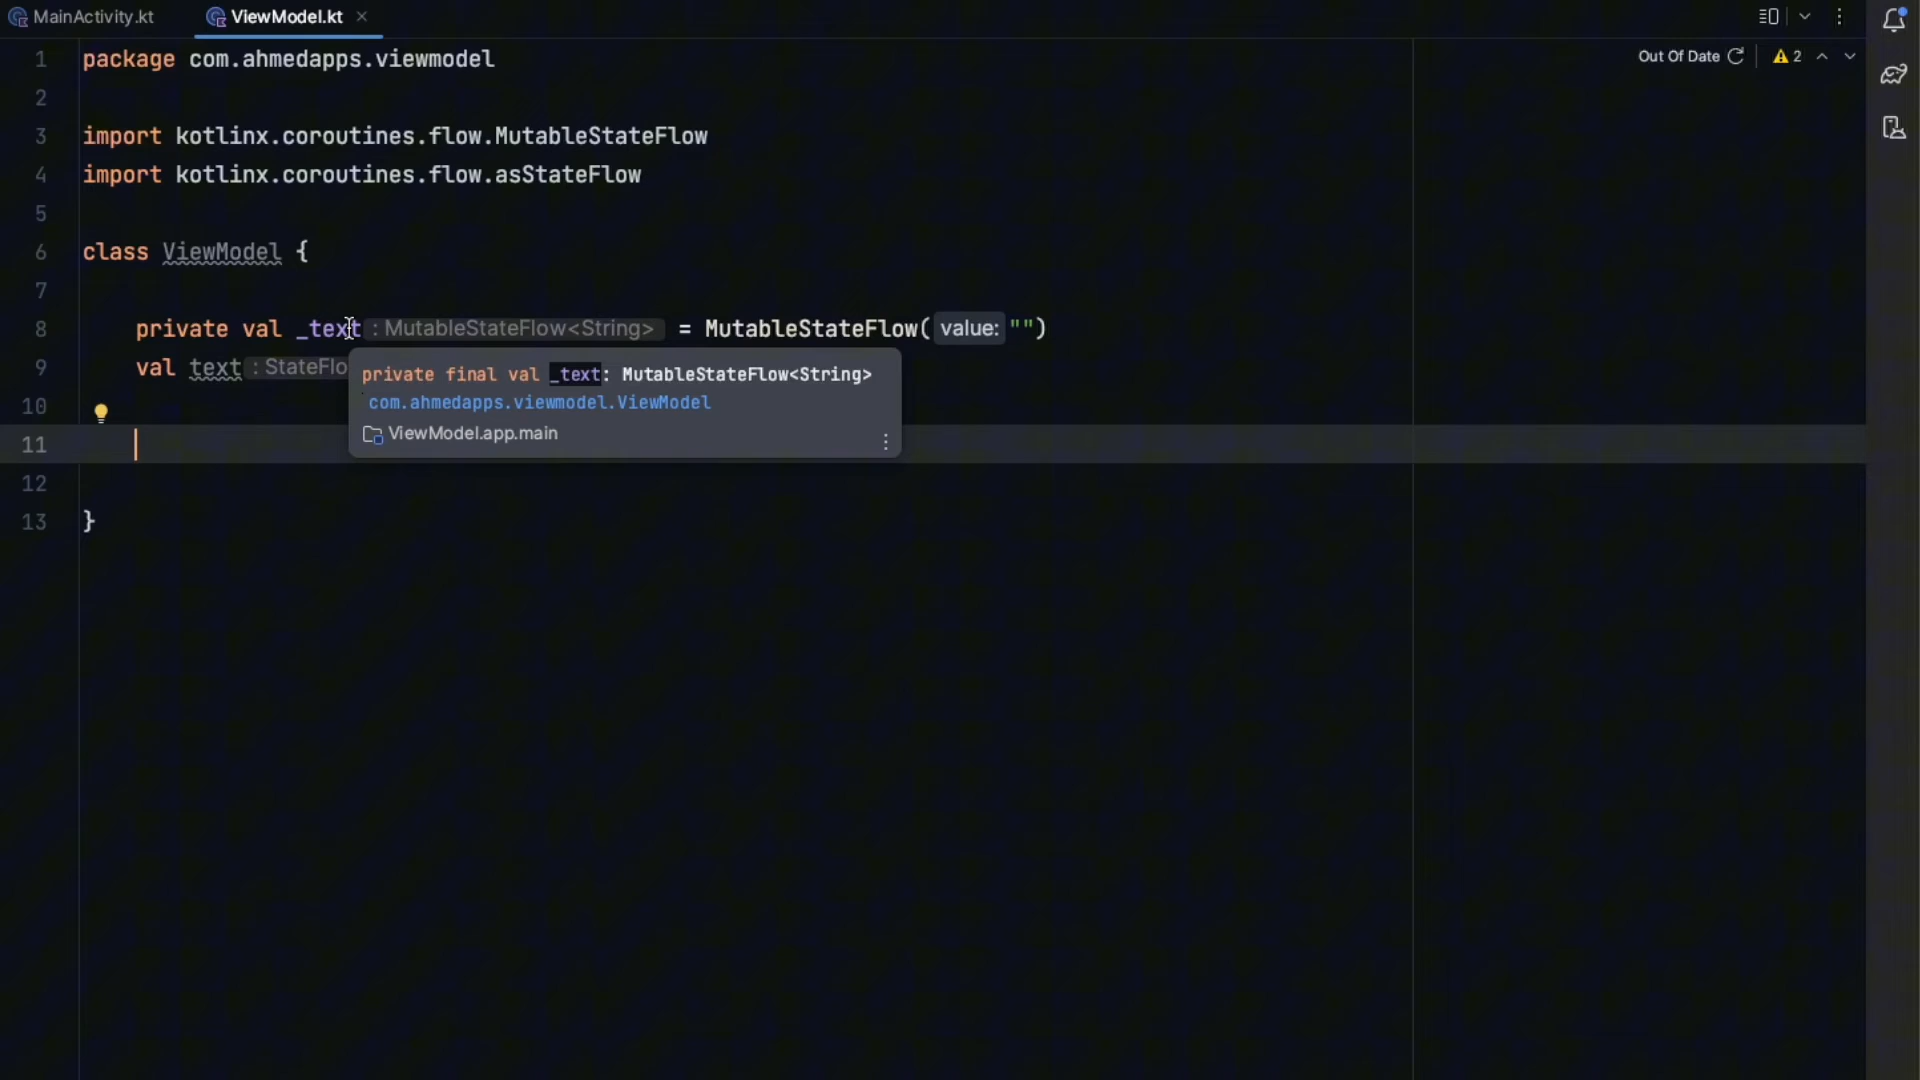 MainActivity.kt
ViewModel.kt
Out Of Date
2
1 package com.ahmedapps.viewmodel
2
3 import kotlinx.coroutines.flow.MutableStateFlow
4 import kotlinx.coroutines.flow.asStateFlow
5
6 class ViewModel {
7
8 private val _text : MutableStateFlow<String> = MutableStateFlow( value: "")
9 val text : StateFlo
private final val _text: MutableStateFlow<String>
com.ahmedapps.viewmodel.ViewModel
ViewModel.app.main
10
11
12
13 }